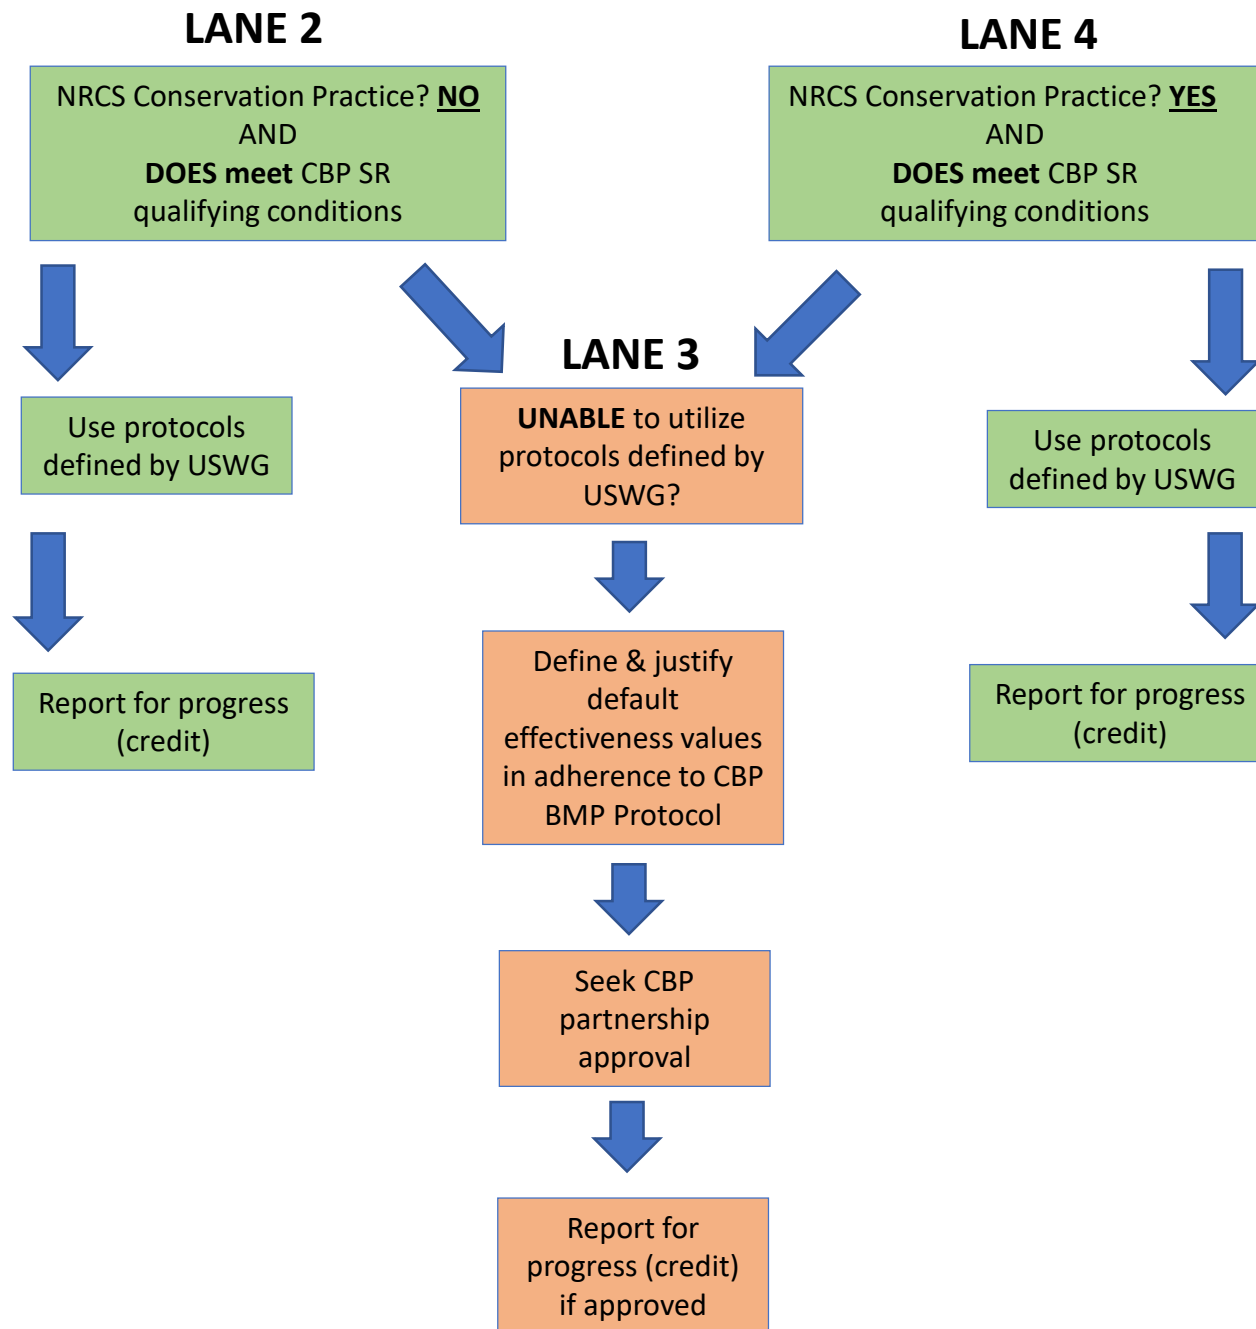 LANE 2
NRCS Conservation Practice? NO
AND
DOES meet CBP SR
qualifying conditions
Use protocols
defined by USWG
Report for progress
(credit)
LANE 3
UNABLE to utilize
protocols defined by
USWG?
Define & justify
default
effectiveness values
in adherence to CBP
BMP Protocol
Seek CBP
partnership
approval
Report for
progress (credit)
if approved
LANE 4
NRCS Conservation Practice? YES
AND
DOES meet CBP SR
qualifying conditions
Use protocols
defined by USWG
Report for progress
(credit)